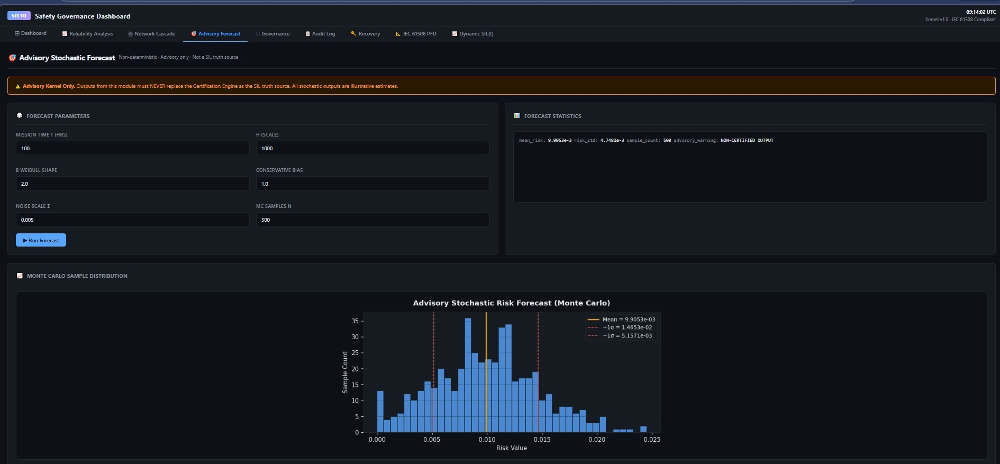 SIL10 Safety Governance Dashboard
09:14:02 UTC
Kernel v1.0 · IEC 61508 Compliant
Dashboard Reliability Analysis Network Cascade Advisory Forecast Governance Audit Log Recovery IEC 61508 PFD Dynamic SIL(t)
Advisory Stochastic Forecast Non-deterministic · Advisory only · Not a SIL truth source
Advisory Kernel Only. Outputs from this module must NEVER replace the Certification Engine as the SIL truth source. All stochastic outputs are illustrative estimates.
FORECAST PARAMETERS
MISSION TIME T (HRS)
100
H (SCALE)
1000
B WEIBULL SHAPE
2.0
CONSERVATIVE BIAS
1.0
NOISE SCALE Σ
0.005
MC SAMPLES N
500
▶ Run Forecast
FORECAST STATISTICS
mean_risk: 9.9053e-3 risk_std: 4.7482e-3 sample_count: 500 advisory_warning: NON-CERTIFIED OUTPUT
MONTE CARLO SAMPLE DISTRIBUTION
Advisory Stochastic Risk Forecast (Monte Carlo)
Mean = 9.9053e-03
+1σ = 1.4653e-02
−1σ = 5.1571e-03
Sample Count
35
30
25
20
15
10
5
0
0.000 0.005 0.010 0.015 0.020 0.025
Risk Value